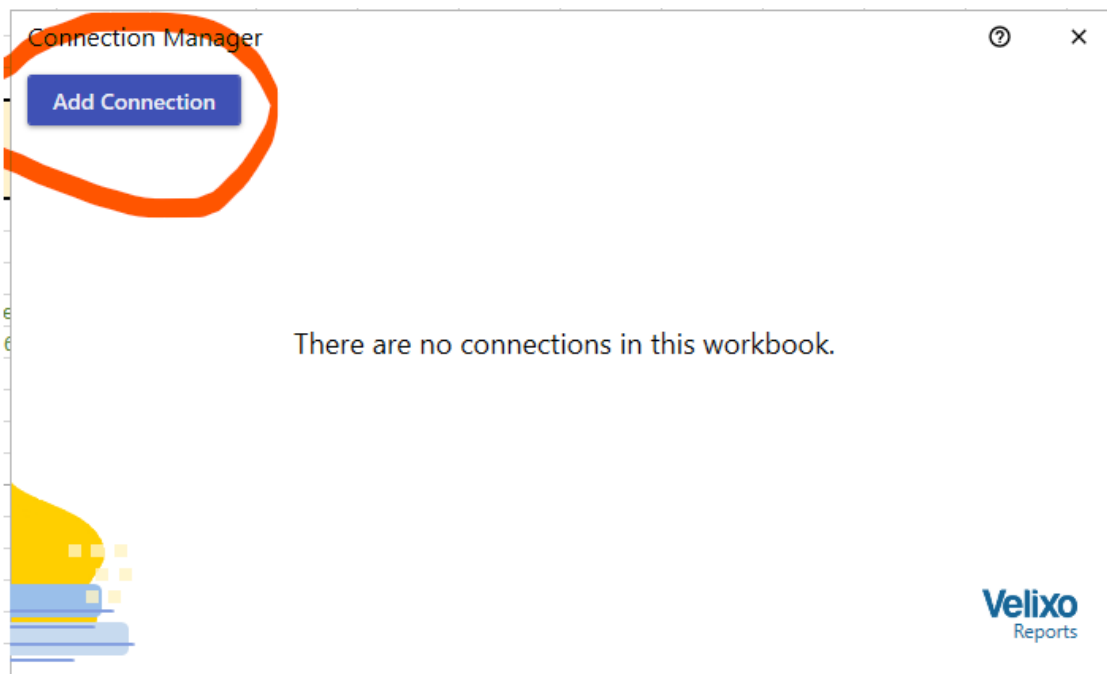 Connection Manager
Add Connection
There are no connections in this workbook.
Velixo
Reports